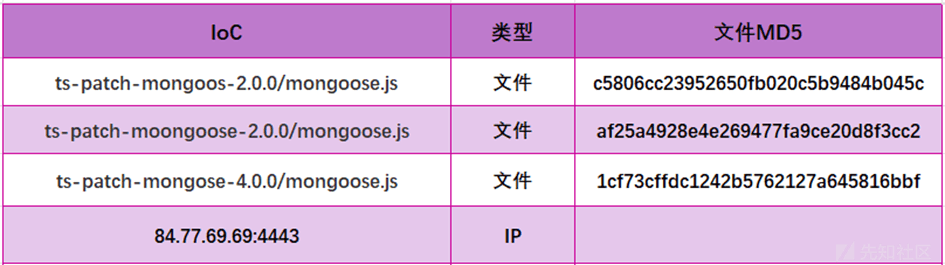 IoC 类型 文件MD5
ts-patch-mongoos-2.0.0/mongoose.js 文件 c5806cc23952650fb020c5b9484b045c
ts-patch-moongoose-2.0.0/mongoose.js 文件 af25a4928e4e269477fa9ce20d8f3cc2
ts-patch-mongose-4.0.0/mongoose.js 文件 1cf73cffdc1242b5762127a645816bbf
84.77.69.69:4443 IP
先知社区